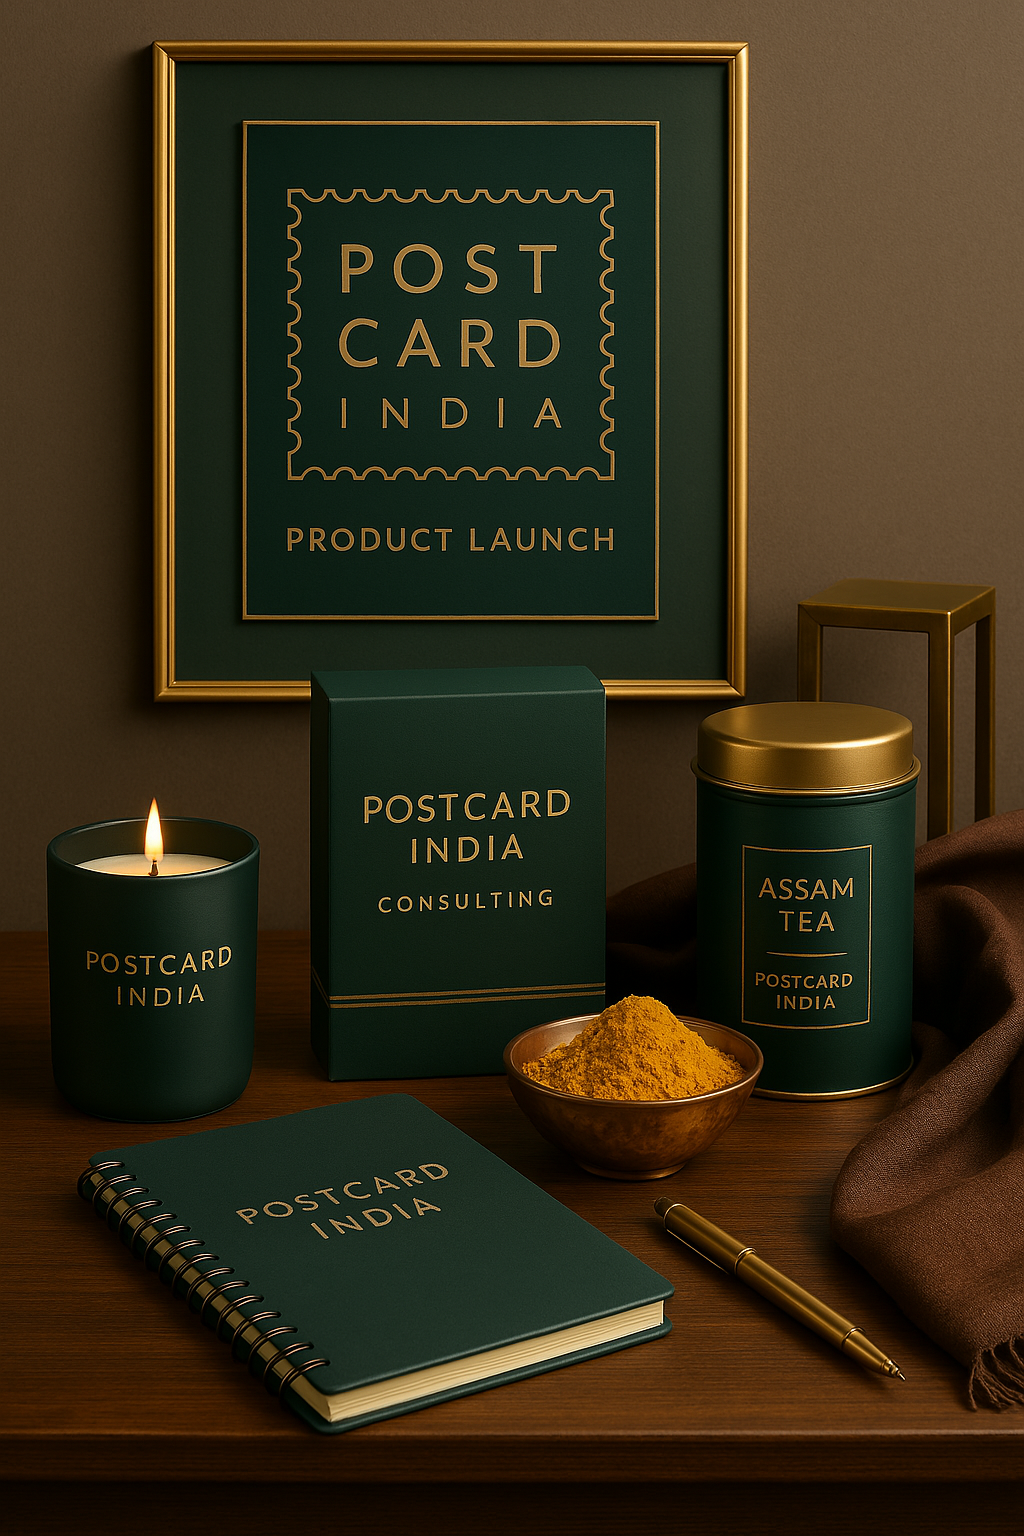 POST
CARD
INDIA
PRODUCT LAUNCH
POSTCARD
INDIA
CONSULTING
ASSAM
TEA
POSTCARD
INDIA
POSTCARD
INDIA
POSTCARD
INDIA